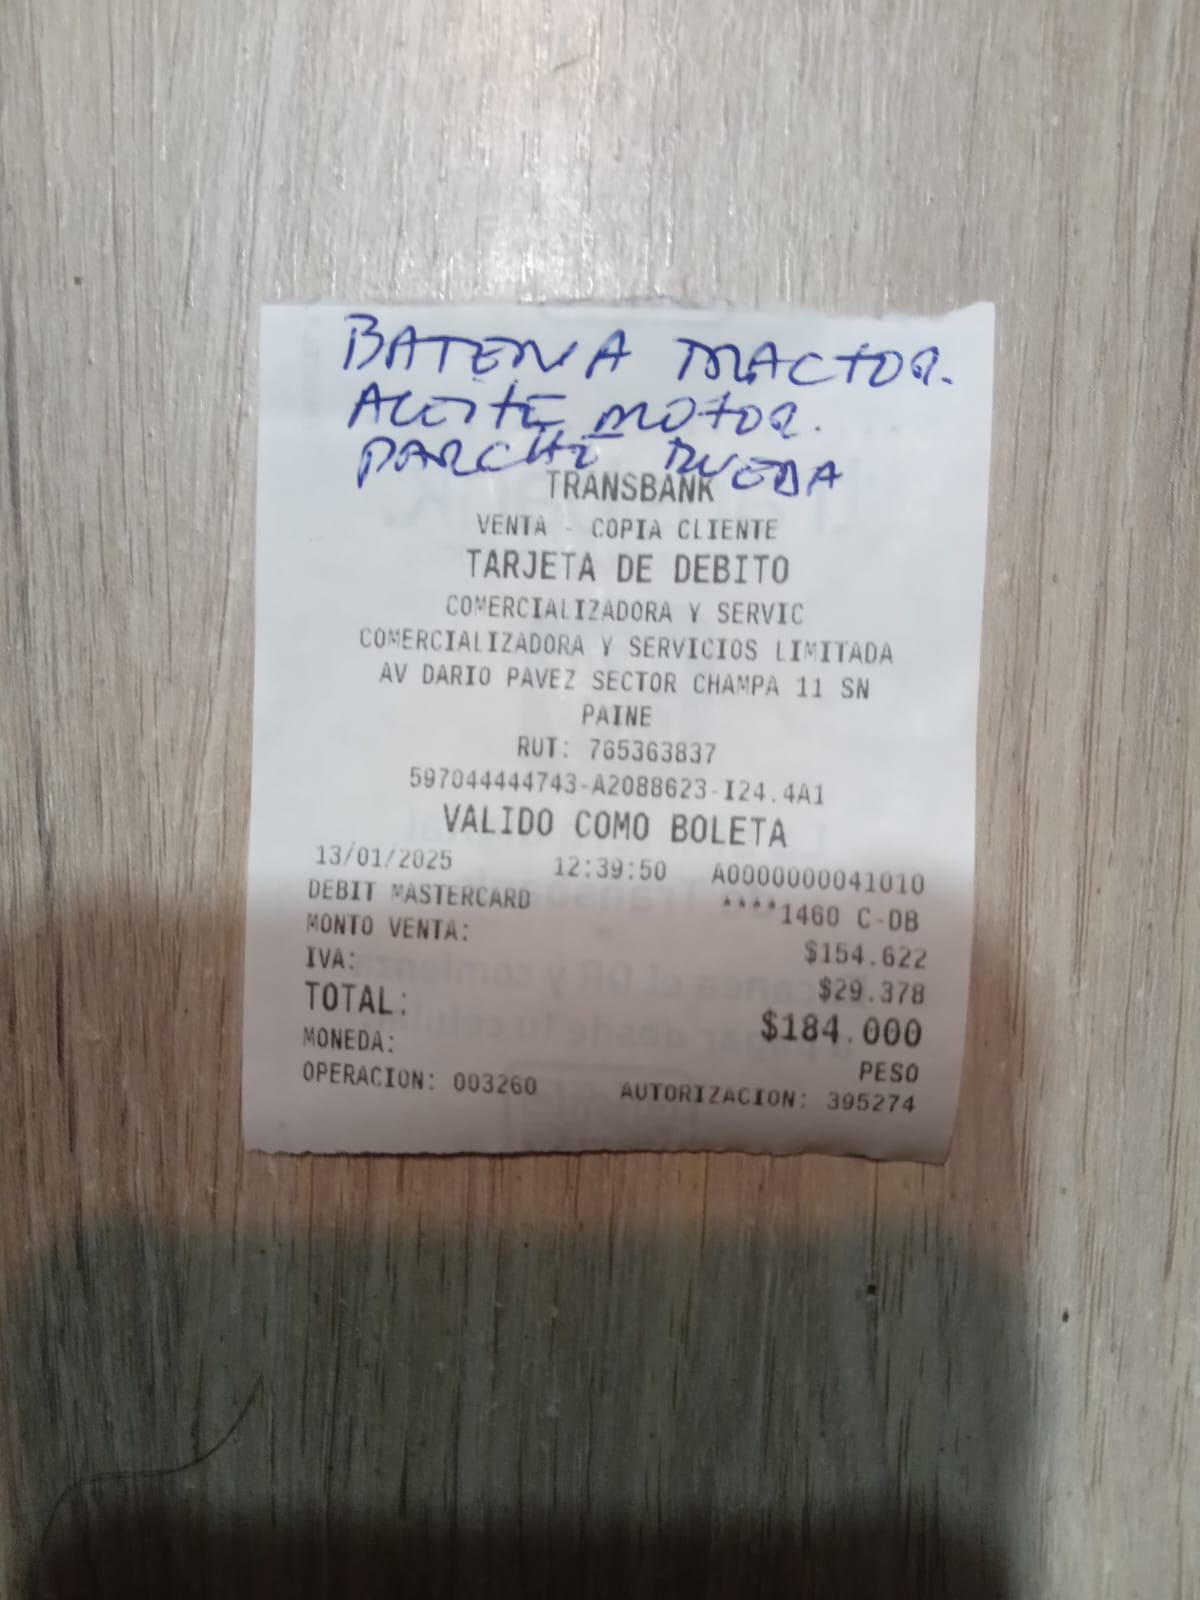 BATERIA TRACTOR.
ACEITE MOTOR.
PARCHE RUEDA
TRANSBANK
VENTA - COPIA CLIENTE
TARJETA DE DEBITO
COMERCIALIZADORA Y SERVIC
COMERCIALIZADORA Y SERVICIOS LIMITADA
AV DARIO PAVEZ SECTOR CHAMPA 11 SN
PAINE
RUT: 765363837
597044444743-A2088623-I24.4A1
VALIDO COMO BOLETA
13/01/2025 12:39:50 A0000000041010
DEBIT MASTERCARD ****1460 C-DB
MONTO VENTA: $154.622
IVA: $29.378
TOTAL: $184.000
MONEDA: PESO
OPERACION: 003260 AUTORIZACION: 395274